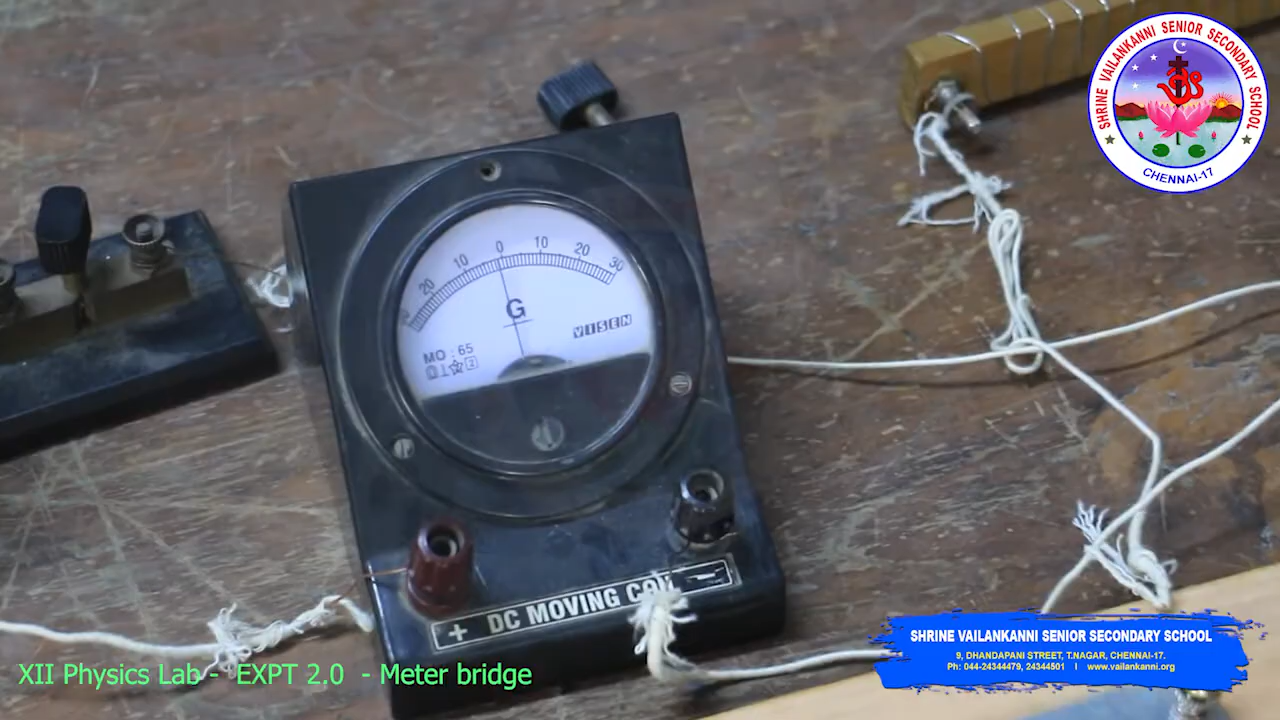 SHRINE VAILANKANNI SENIOR SECONDARY SCHOOL
CHENNAI-17
20 10 0 10 20 30
G
VISEN
MO : 65
+ DC MOVING COIL -
XII Physics Lab - EXPT 2.0 - Meter bridge
SHRINE VAILANKANNI SENIOR SECONDARY SCHOOL
9, DHANDAPANI STREET, T.NAGAR, CHENNAI-17.
Ph: 044-24344479, 24344501 I www.vailankanni.org